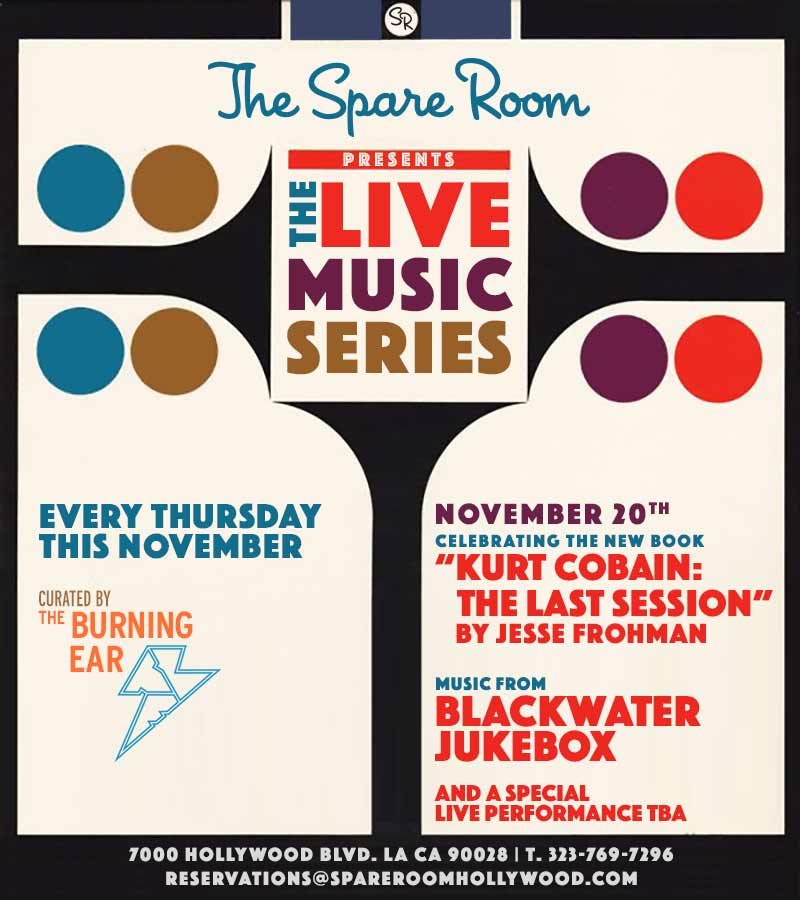 SR
The Spare Room
PRESENTS
THE LIVE
MUSIC
SERIES
EVERY THURSDAY
THIS NOVEMBER
CURATED BY
THE BURNING
EAR
NOVEMBER 20TH
CELEBRATING THE NEW BOOK
“KURT COBAIN:
THE LAST SESSION”
BY JESSE FROHMAN
MUSIC FROM
BLACKWATER
JUKEBOX
AND A SPECIAL
LIVE PERFORMANCE TBA
7000 HOLLYWOOD BLVD. LA CA 90028 | T. 323-769-7296
RESERVATIONS@SPAREROOMHOLLYWOOD.COM